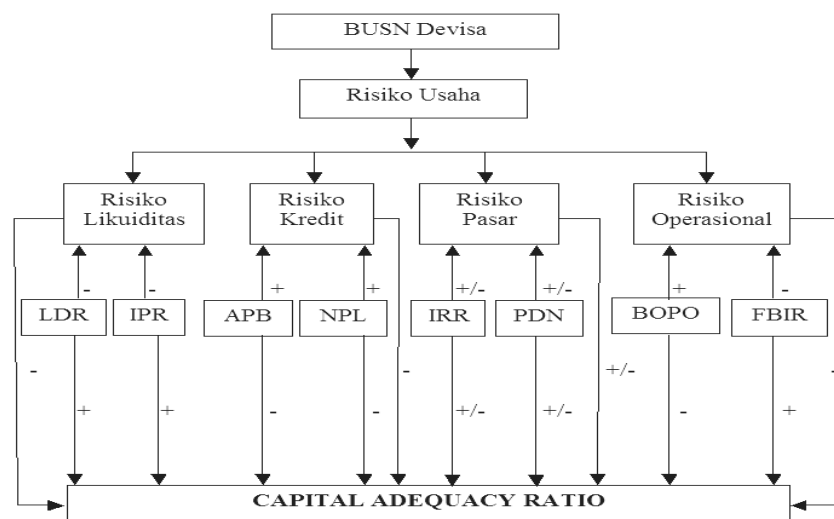 BUSN Devisa
Risiko Usaha
Risiko
Likuiditas
Risiko
Kredit
Risiko
Pasar
Risiko
Operasional
- - + + +/- +/- + -
LDR IPR APB NPL IRR PDN BOPO FBIR
- - +/- -
+ + - - +/- +/- - +
CAPITAL ADEQUACY RATIO